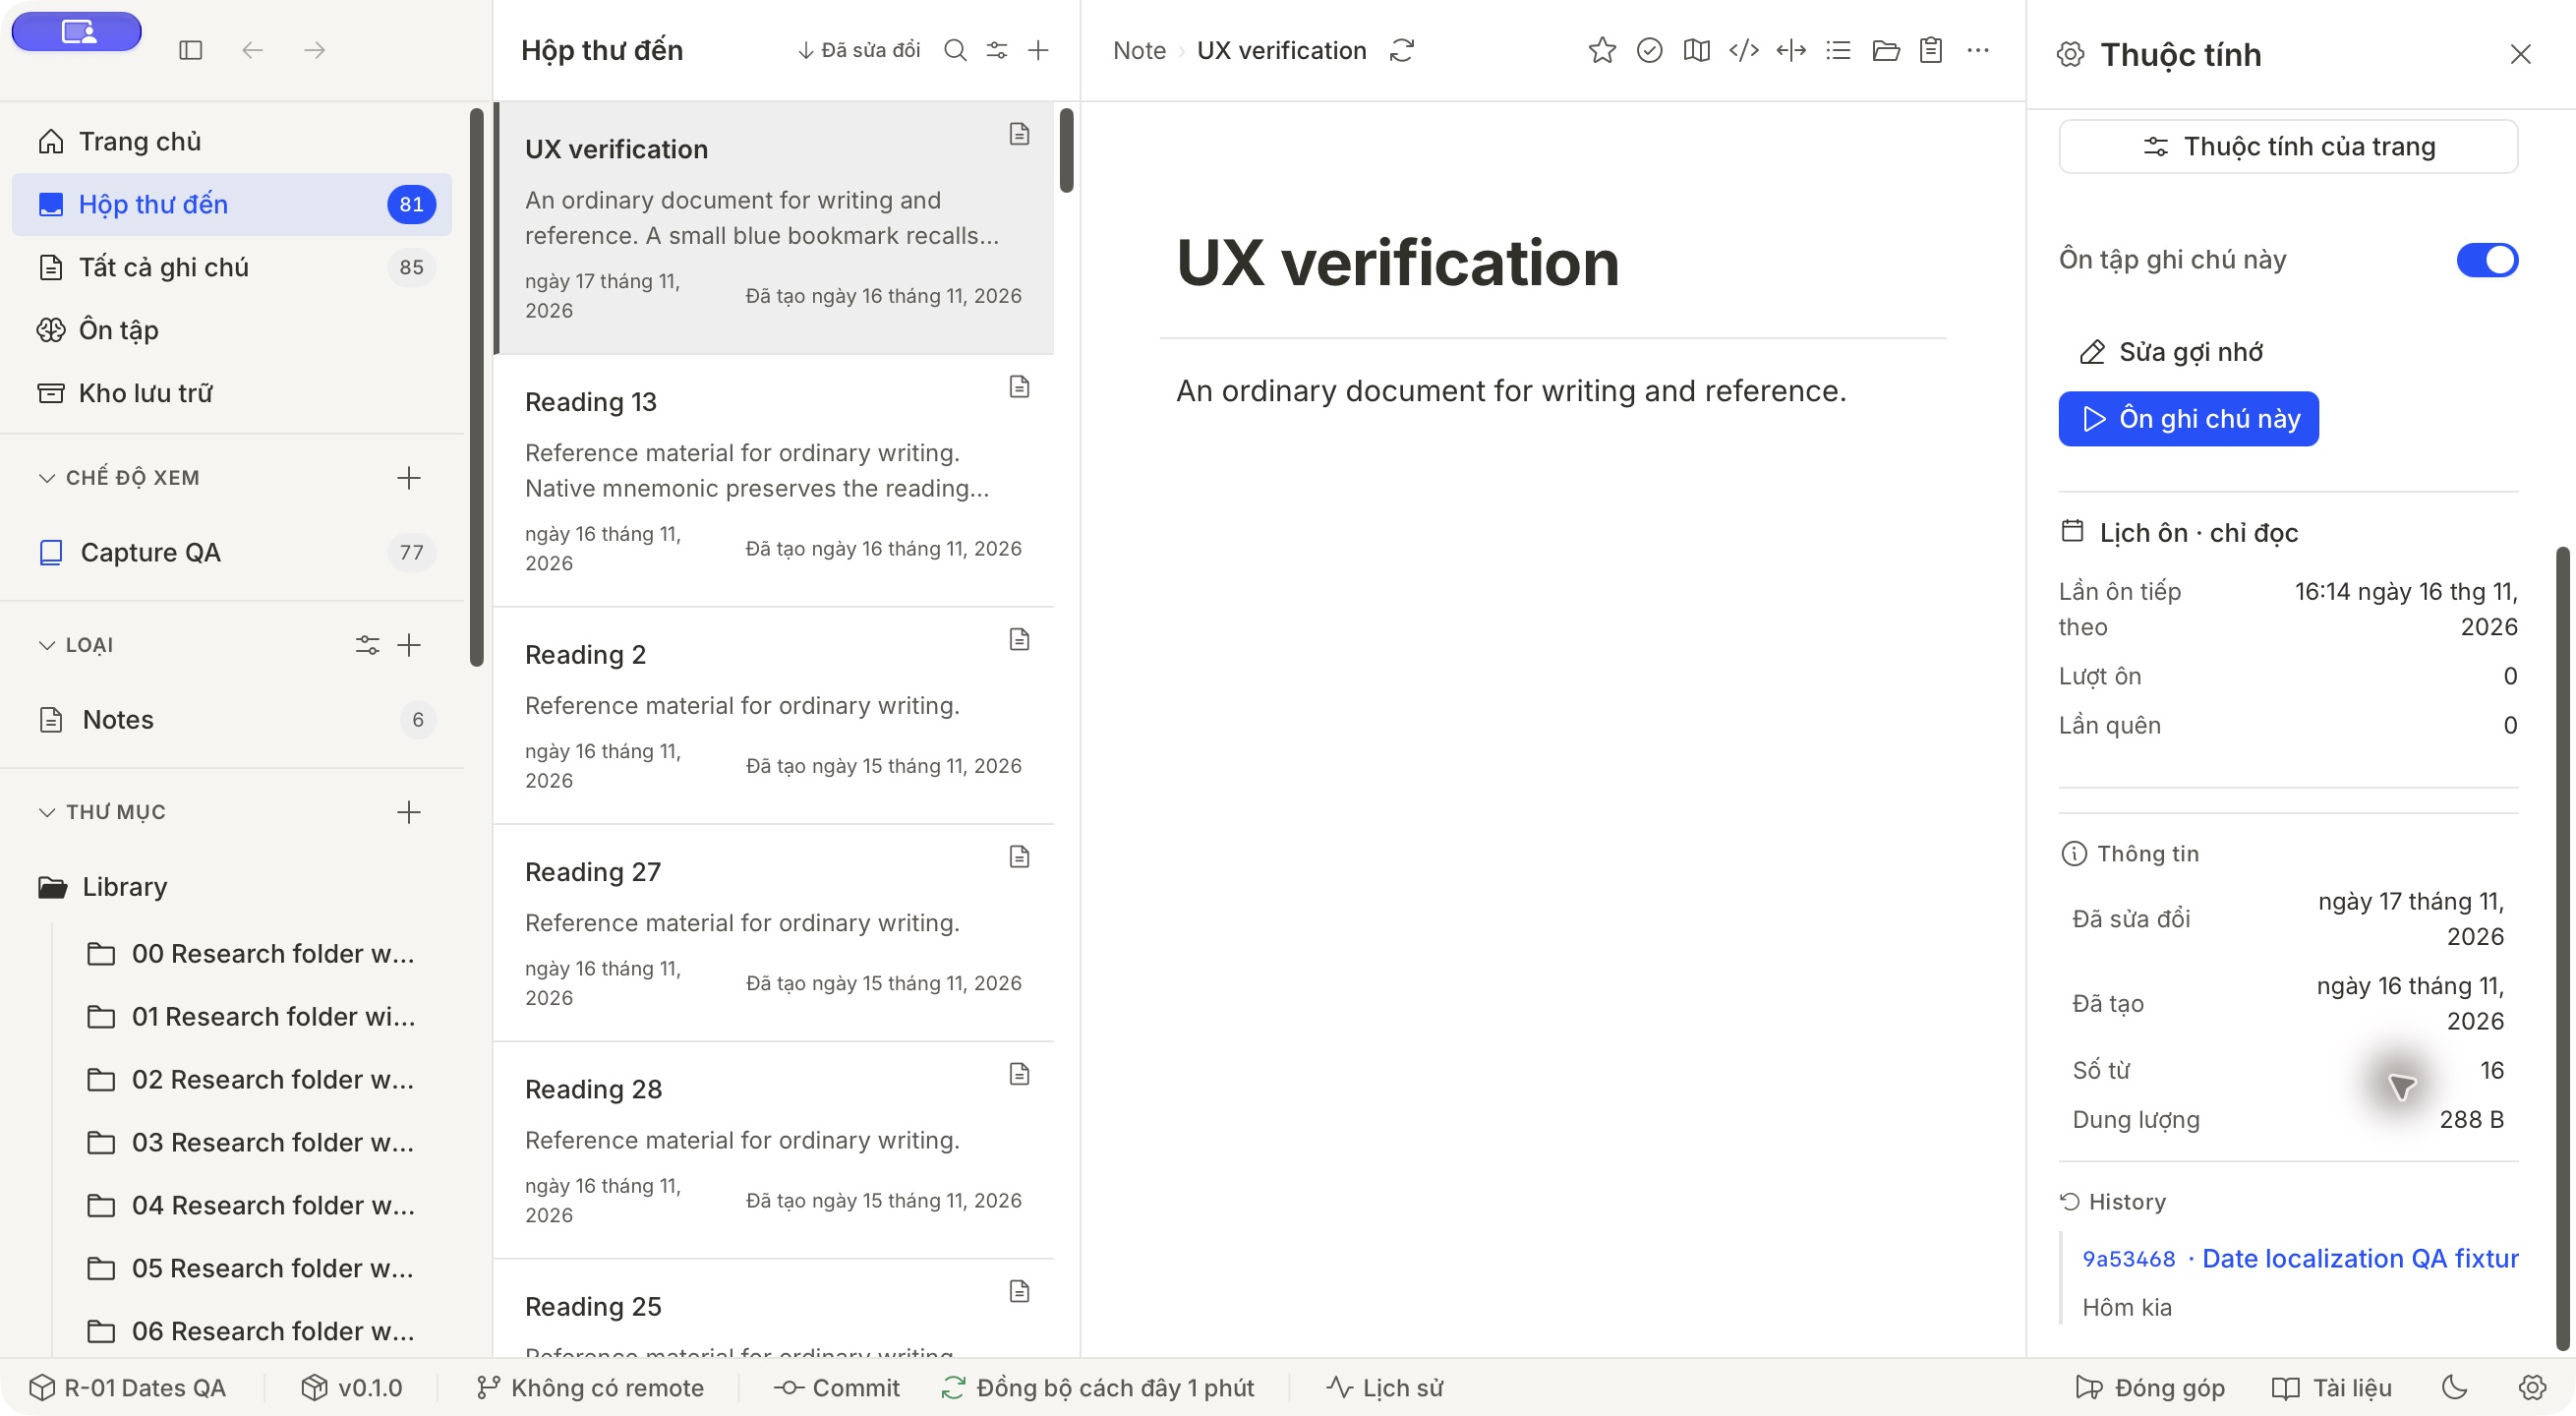 Trang chủ
Hộp thư đến 81
Tất cả ghi chú 85
Ôn tập
Kho lưu trữ
CHẾ ĐỘ XEM
Capture QA 77
LOẠI
Notes 6
THƯ MỤC
Library
00 Research folder w...
01 Research folder wi...
02 Research folder w...
03 Research folder w...
04 Research folder w...
05 Research folder w...
06 Research folder w...
Hộp thư đến Đã sửa đổi
UX verification
An ordinary document for writing and
reference. A small blue bookmark recalls...
ngày 17 tháng 11,
2026
Đã tạo ngày 16 tháng 11, 2026
Reading 13
Reference material for ordinary writing.
Native mnemonic preserves the reading...
ngày 16 tháng 11,
2026
Đã tạo ngày 16 tháng 11, 2026
Reading 2
Reference material for ordinary writing.
ngày 16 tháng 11,
2026
Đã tạo ngày 15 tháng 11, 2026
Reading 27
Reference material for ordinary writing.
ngày 16 tháng 11,
2026
Đã tạo ngày 15 tháng 11, 2026
Reading 28
Reference material for ordinary writing.
ngày 16 tháng 11,
2026
Đã tạo ngày 15 tháng 11, 2026
Reading 25
Reference material for ordinary writing.
Note › UX verification
UX verification
An ordinary document for writing and reference.
Thuộc tính
Thuộc tính của trang
Ôn tập ghi chú này
Sửa gợi nhớ
Ôn ghi chú này
Lịch ôn · chỉ đọc
Lần ôn tiếp
theo
16:14 ngày 16 thg 11,
2026
Lượt ôn 0
Lần quên 0
Thông tin
Đã sửa đổi
ngày 17 tháng 11,
2026
Đã tạo
ngày 16 tháng 11,
2026
Số từ 16
Dung lượng 288 B
History
9a53468 · Date localization QA fixtur
Hôm kia
R-01 Dates QA v0.1.0 Không có remote Commit Đồng bộ cách đây 1 phút Lịch sử Đóng góp Tài liệu